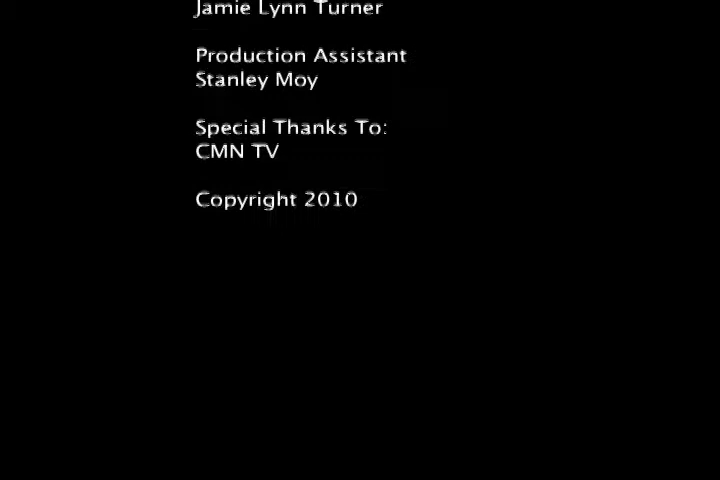 Jamie Lynn Turner
Production Assistant
Stanley Moy
Special Thanks To:
CMN TV
Copyright 2010